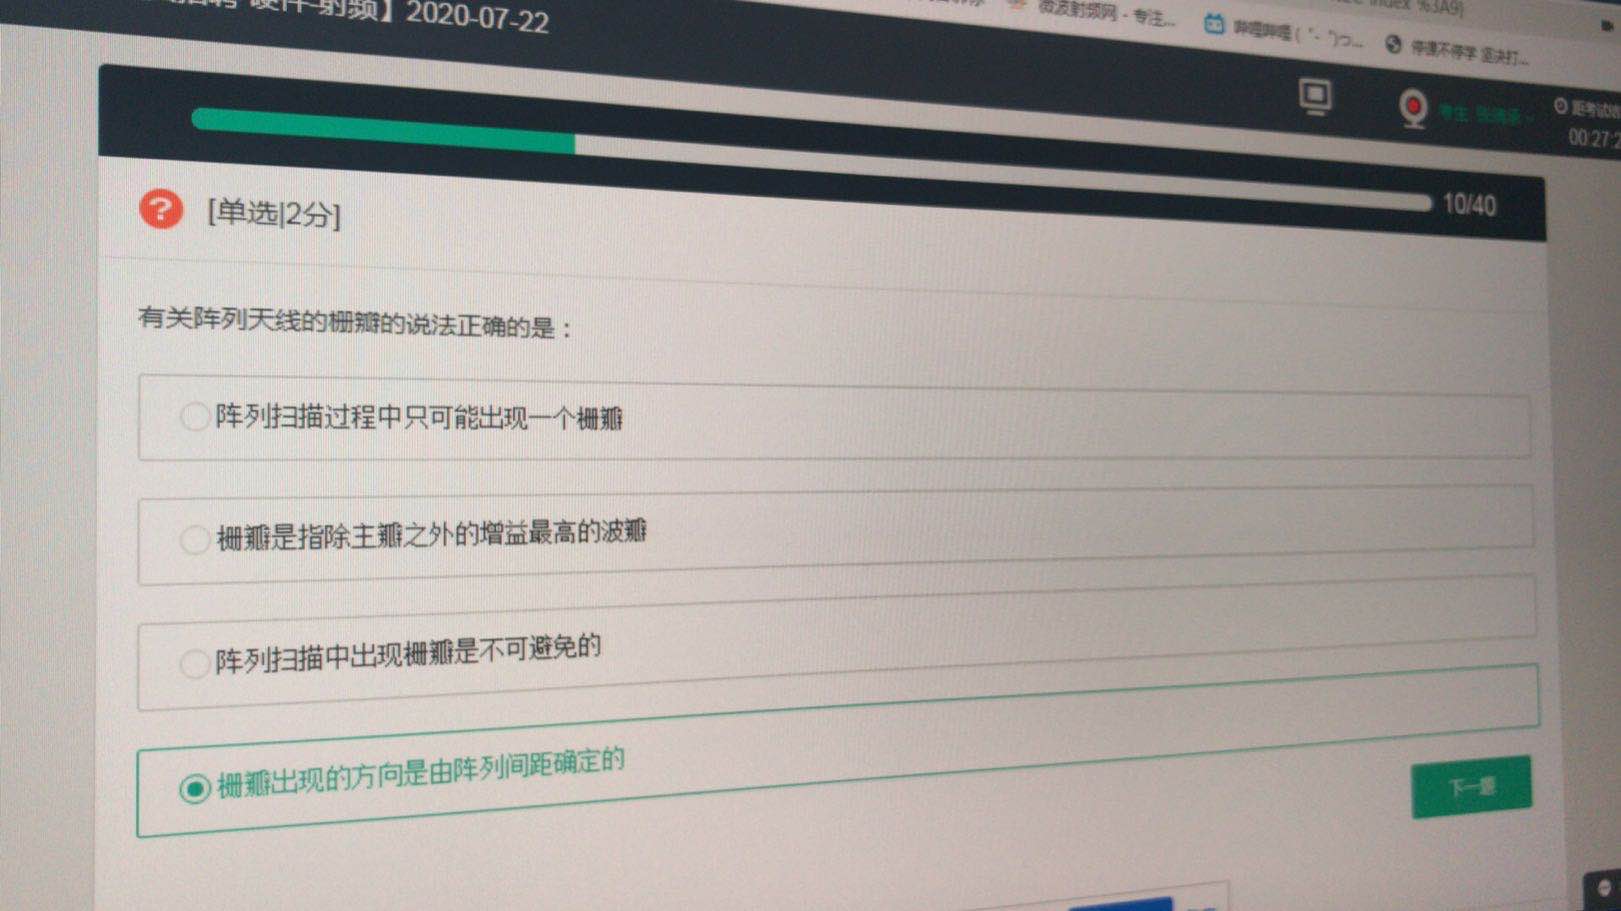 硬件-射频】2020-07-22
微波射频网 - 专注...
哔哩哔哩 ( ゜- ゜)つ...
停课不停学 坚决打...
距考试
00:27:2
10/40
[单选|2分]
有关阵列天线的栅瓣的说法正确的是：
阵列扫描过程中只可能出现一个栅瓣
栅瓣是指除主瓣之外的增益最高的波瓣
阵列扫描中出现栅瓣是不可避免的
栅瓣出现的方向是由阵列间距确定的
下一题